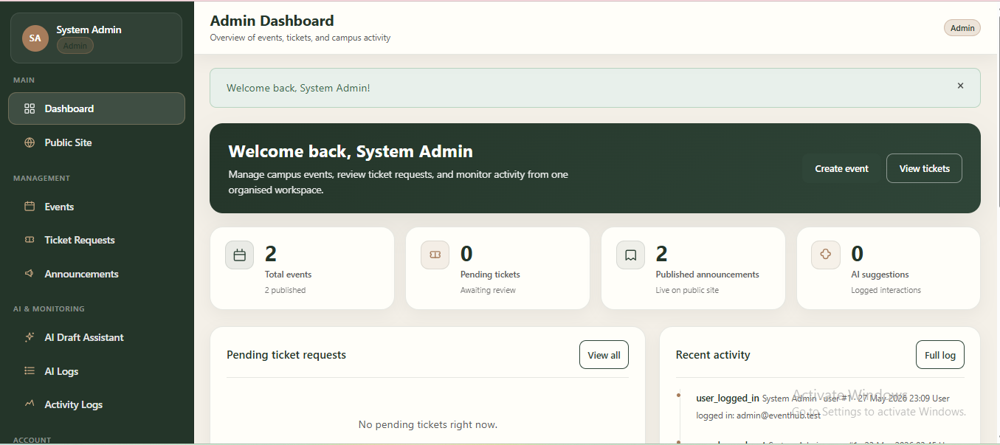 SA
System Admin
Admin
MAIN
Dashboard
Public Site
MANAGEMENT
Events
Ticket Requests
Announcements
AI & MONITORING
AI Draft Assistant
AI Logs
Activity Logs
ACCOUNT
Admin Dashboard
Overview of events, tickets, and campus activity
Admin
Welcome back, System Admin!
×
Welcome back, System Admin
Manage campus events, review ticket requests, and monitor activity from one
organised workspace.
Create event
View tickets
2
Total events
2 published
0
Pending tickets
Awaiting review
2
Published announcements
Live on public site
0
AI suggestions
Logged interactions
Pending ticket requests
View all
No pending tickets right now.
Recent activity
Full log
user_logged_in System Admin · user #1 · 27 May 2026 23:09 User
logged in: admin@eventhub.test
Activate Windows
Go to Settings to activate Windows.